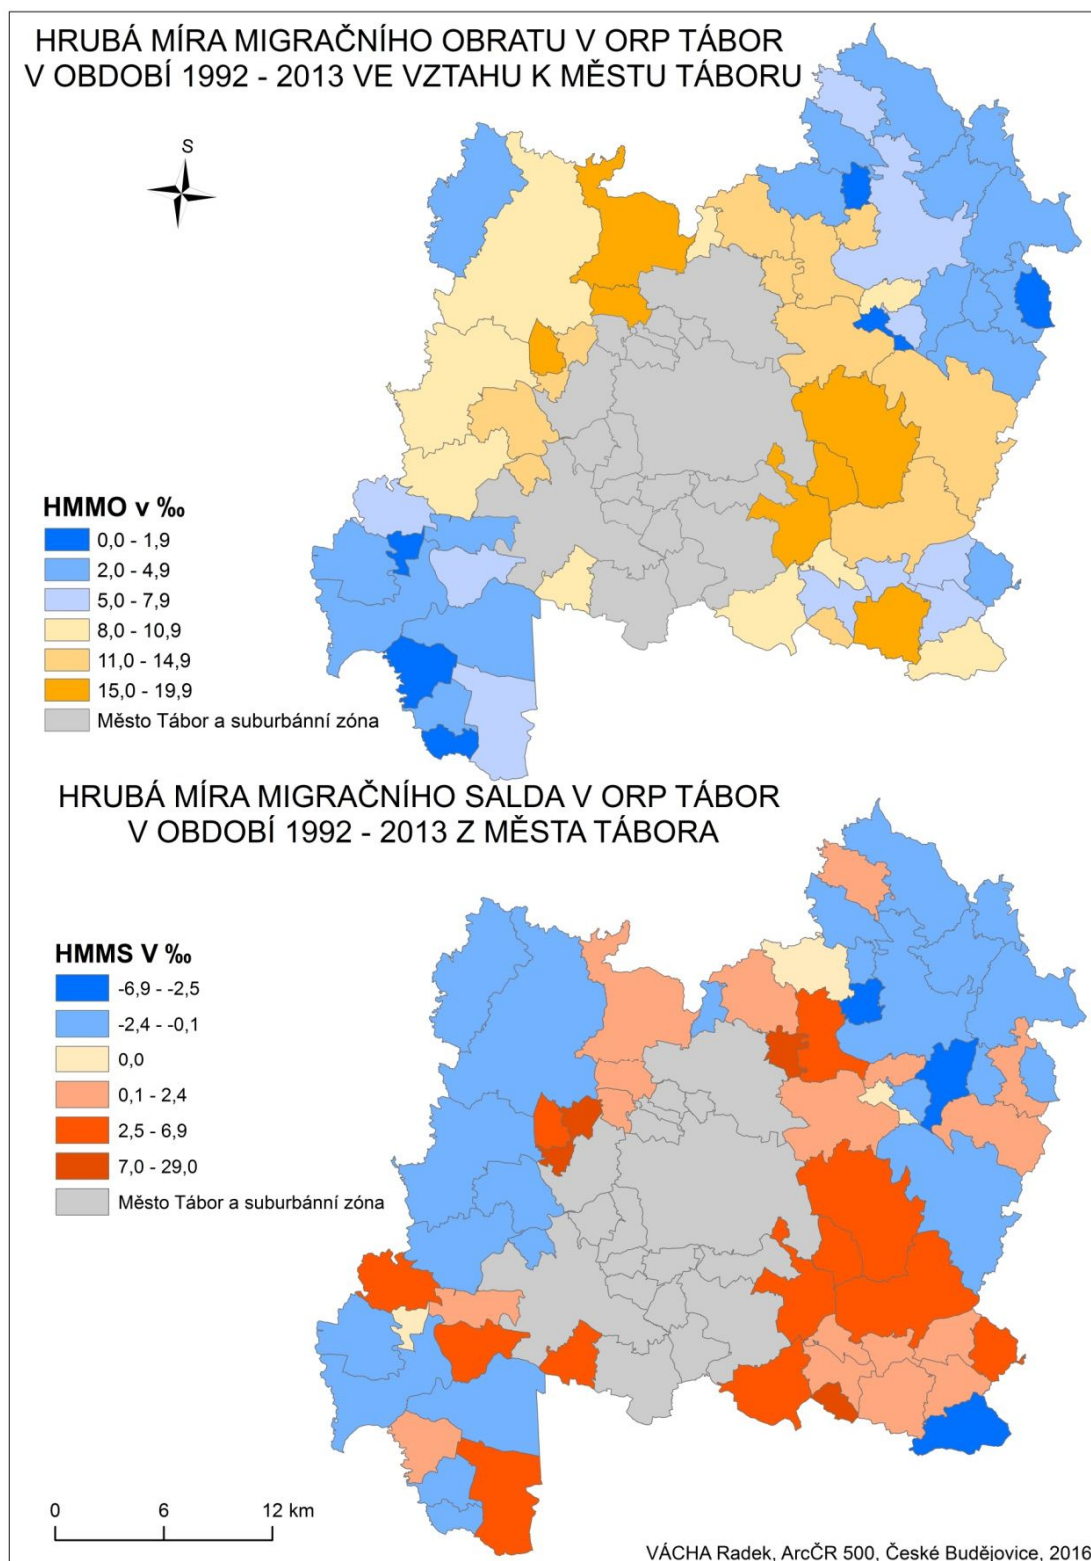 HRUBÁ MÍRA MIGRAČNÍHO OBRATU V ORP TÁBOR
V OBDOBÍ 1992 - 2013 VE VZTAHU K MĚSTU TÁBORU
S
HMMO v ‰
0,0 - 1,9
2,0 - 4,9
5,0 - 7,9
8,0 - 10,9
11,0 - 14,9
15,0 - 19,9
Město Tábor a suburbánní zóna
HRUBÁ MÍRA MIGRAČNÍHO SALDA V ORP TÁBOR
V OBDOBÍ 1992 - 2013 Z MĚSTA TÁBORA
HMMS V ‰
-6,9 - -2,5
-2,4 - -0,1
0,0
0,1 - 2,4
2,5 - 6,9
7,0 - 29,0
Město Tábor a suburbánní zóna
0 6 12 km
VÁCHA Radek, ArcČR 500, České Budějovice, 2016